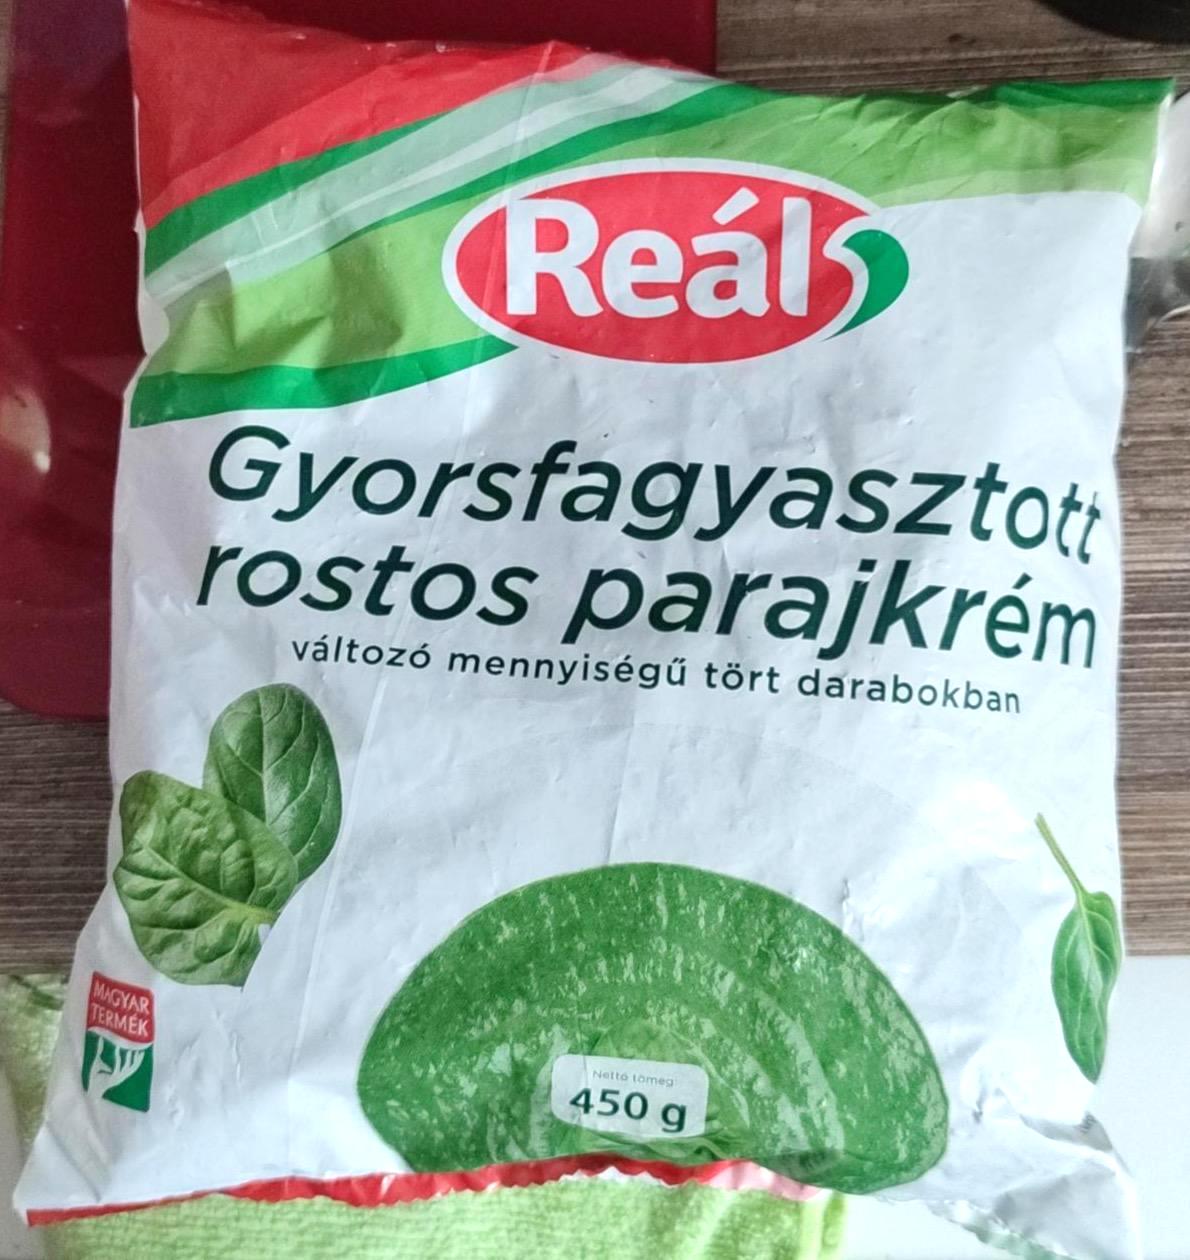 Reál
Gyorsfagyasztott
rostos parajkrém
változó mennyiségű tört darabokban
MAGYAR
TERMÉK
Nettó tömeg:
450 g